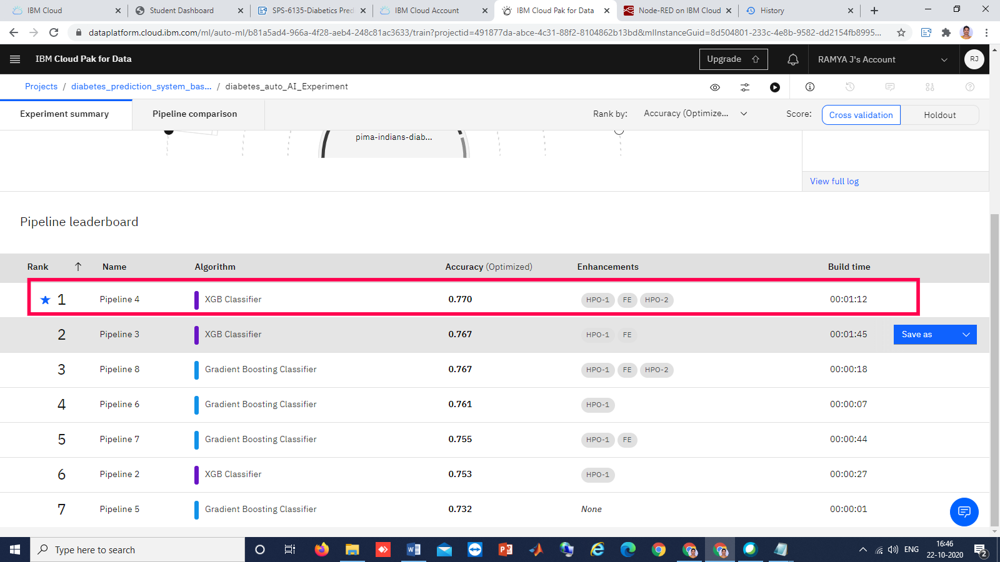 IBM Cloud
Student Dashboard
SPS-6135-Diabetics Pred
IBM Cloud Account
IBM Cloud Pak for Data
Node-RED on IBM Cloud
History
dataplatform.cloud.ibm.com/ml/auto-ml/b81a5ad4-966a-4f28-aeb4-248c81ac3633/train?projectid=491877da-abce-4c31-88f2-8104862b13bd&mlInstanceGuid=8d504801-233c-4e8b-9582-dd2154fb8995...
IBM Cloud Pak for Data
Upgrade
RAMYA J's Account
RJ
Projects / diabetes_prediction_system_bas... / diabetes_auto_AI_Experiment
Experiment summary
Pipeline comparison
Rank by: Accuracy (Optimize...
Score: Cross validation Holdout
pima-indians-diab...
View full log
Pipeline leaderboard
Rank Name Algorithm Accuracy (Optimized) Enhancements Build time
1 Pipeline 4 XGB Classifier 0.770 HPO-1 FE HPO-2 00:01:12
2 Pipeline 3 XGB Classifier 0.767 HPO-1 FE 00:01:45 Save as
3 Pipeline 8 Gradient Boosting Classifier 0.767 HPO-1 FE HPO-2 00:00:18
4 Pipeline 6 Gradient Boosting Classifier 0.761 HPO-1 00:00:07
5 Pipeline 7 Gradient Boosting Classifier 0.755 HPO-1 FE 00:00:44
6 Pipeline 2 XGB Classifier 0.753 HPO-1 00:00:27
7 Pipeline 5 Gradient Boosting Classifier 0.732 None 00:00:01
Type here to search
ENG
16:46
22-10-2020
2